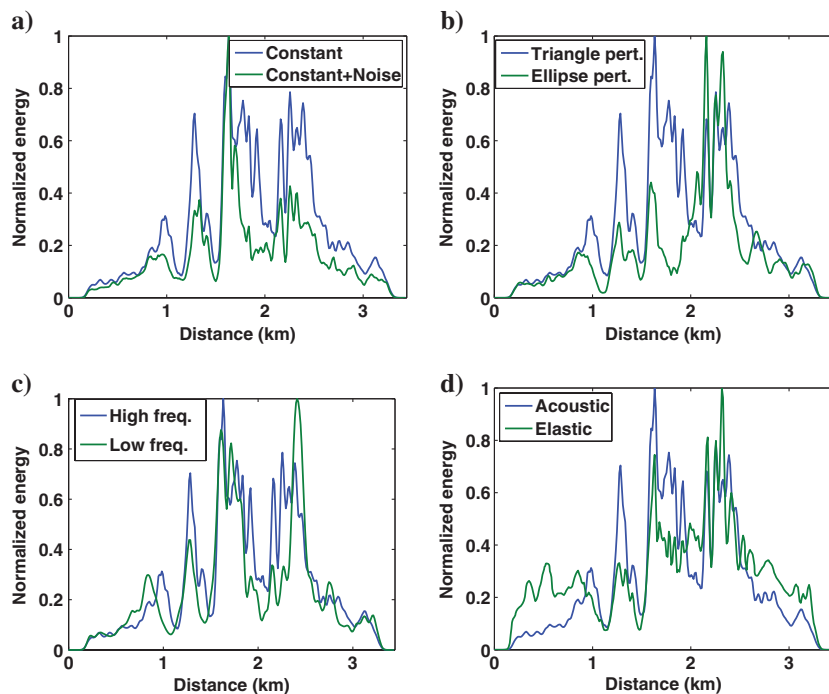 a)
Constant
Constant+Noise
Normalized energy
1
0.8
0.6
0.4
0.2
0
0
1
2
3
Distance (km)
b)
Triangle pert.
Ellipse pert.
Normalized energy
1
0.8
0.6
0.4
0.2
0
0
1
2
3
Distance (km)
c)
High freq.
Low freq.
Normalized energy
1
0.8
0.6
0.4
0.2
0
0
1
2
3
Distance (km)
d)
Acoustic
Elastic
Normalized energy
1
0.8
0.6
0.4
0.2
0
0
1
2
3
Distance (km)